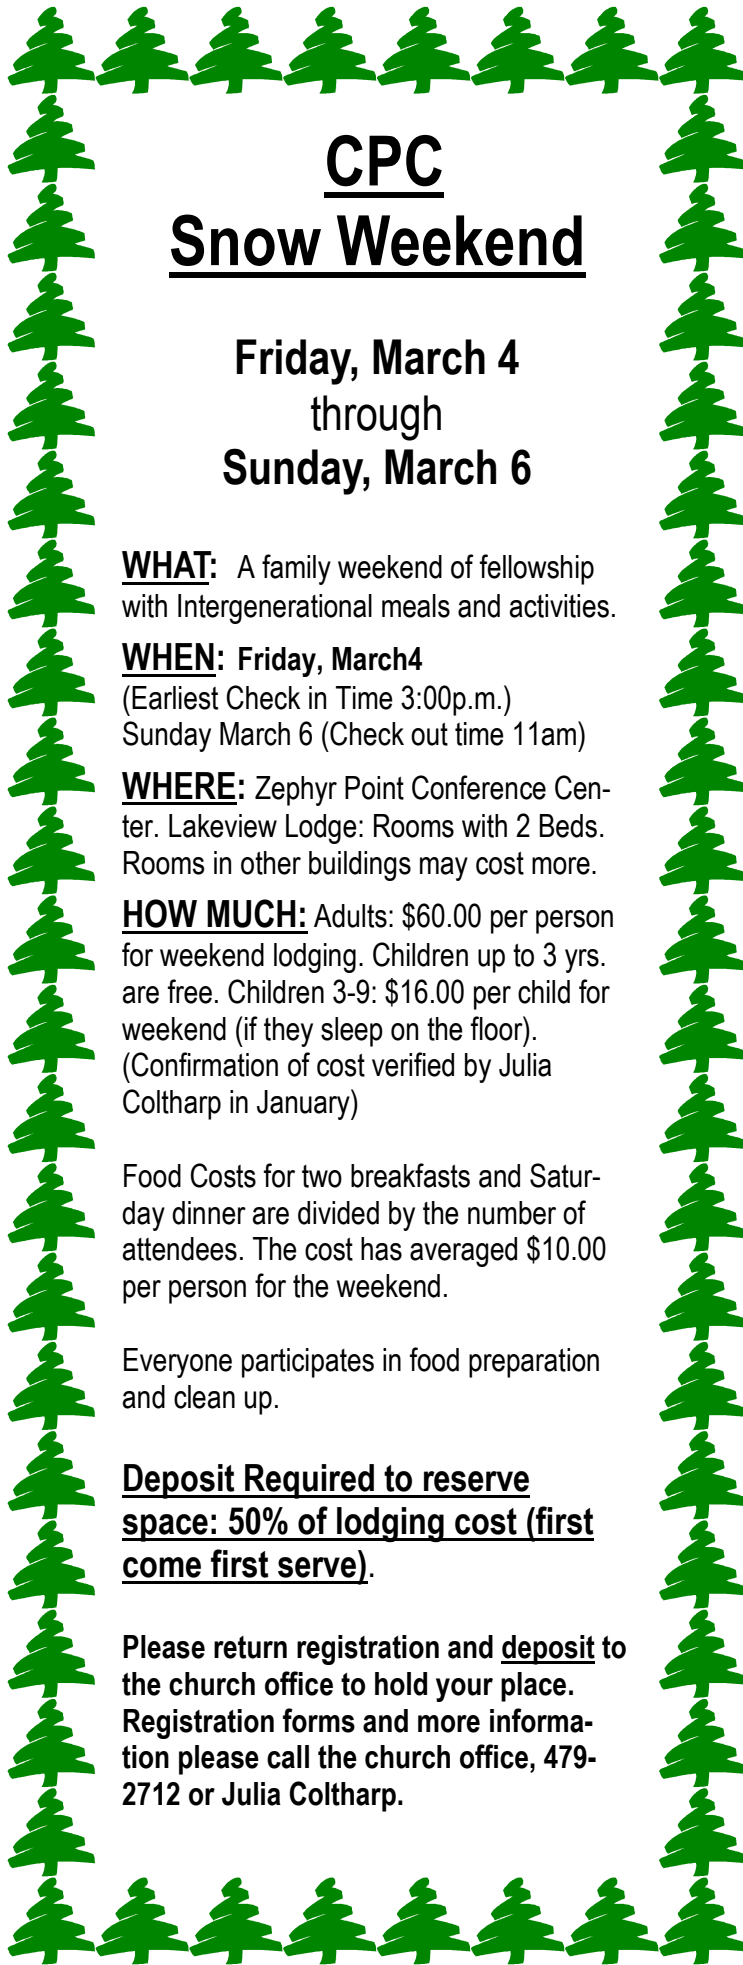 CPC
Snow Weekend
Friday, March 4
through
Sunday, March 6
WHAT: A family weekend of fellowship
with Intergenerational meals and activities.
WHEN: Friday, March4
(Earliest Check in Time 3:00p.m.)
Sunday March 6 (Check out time 11am)
WHERE: Zephyr Point Conference Cen-
ter. Lakeview Lodge: Rooms with 2 Beds.
Rooms in other buildings may cost more.
HOW MUCH: Adults: $60.00 per person
for weekend lodging. Children up to 3 yrs.
are free. Children 3-9: $16.00 per child for
weekend (if they sleep on the floor).
(Confirmation of cost verified by Julia
Coltharp in January)
Food Costs for two breakfasts and Satur-
day dinner are divided by the number of
attendees. The cost has averaged $10.00
per person for the weekend.
Everyone participates in food preparation
and clean up.
Deposit Required to reserve
space: 50% of lodging cost (first
come first serve).
Please return registration and deposit to
the church office to hold your place.
Registration forms and more informa-
tion please call the church office, 479-
2712 or Julia Coltharp.